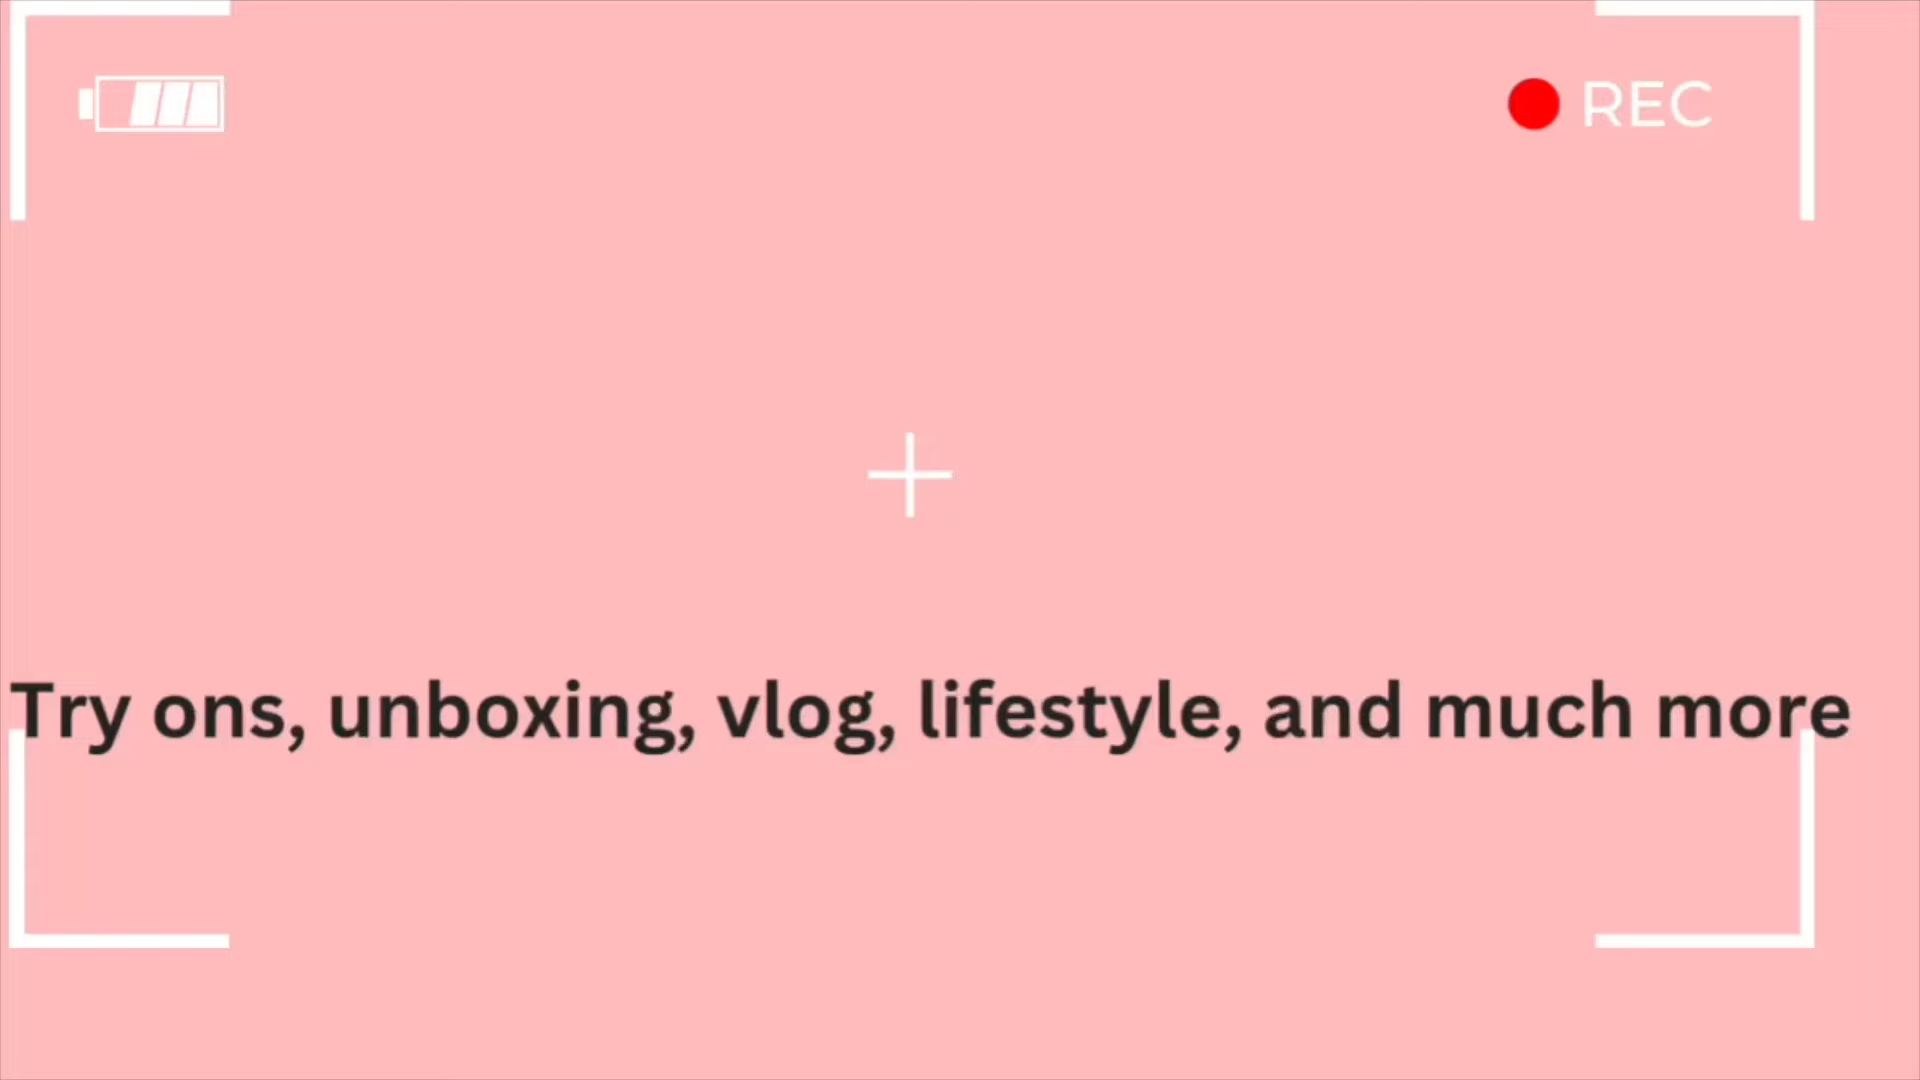 REC
Try ons, unboxing, vlog, lifestyle, and much more